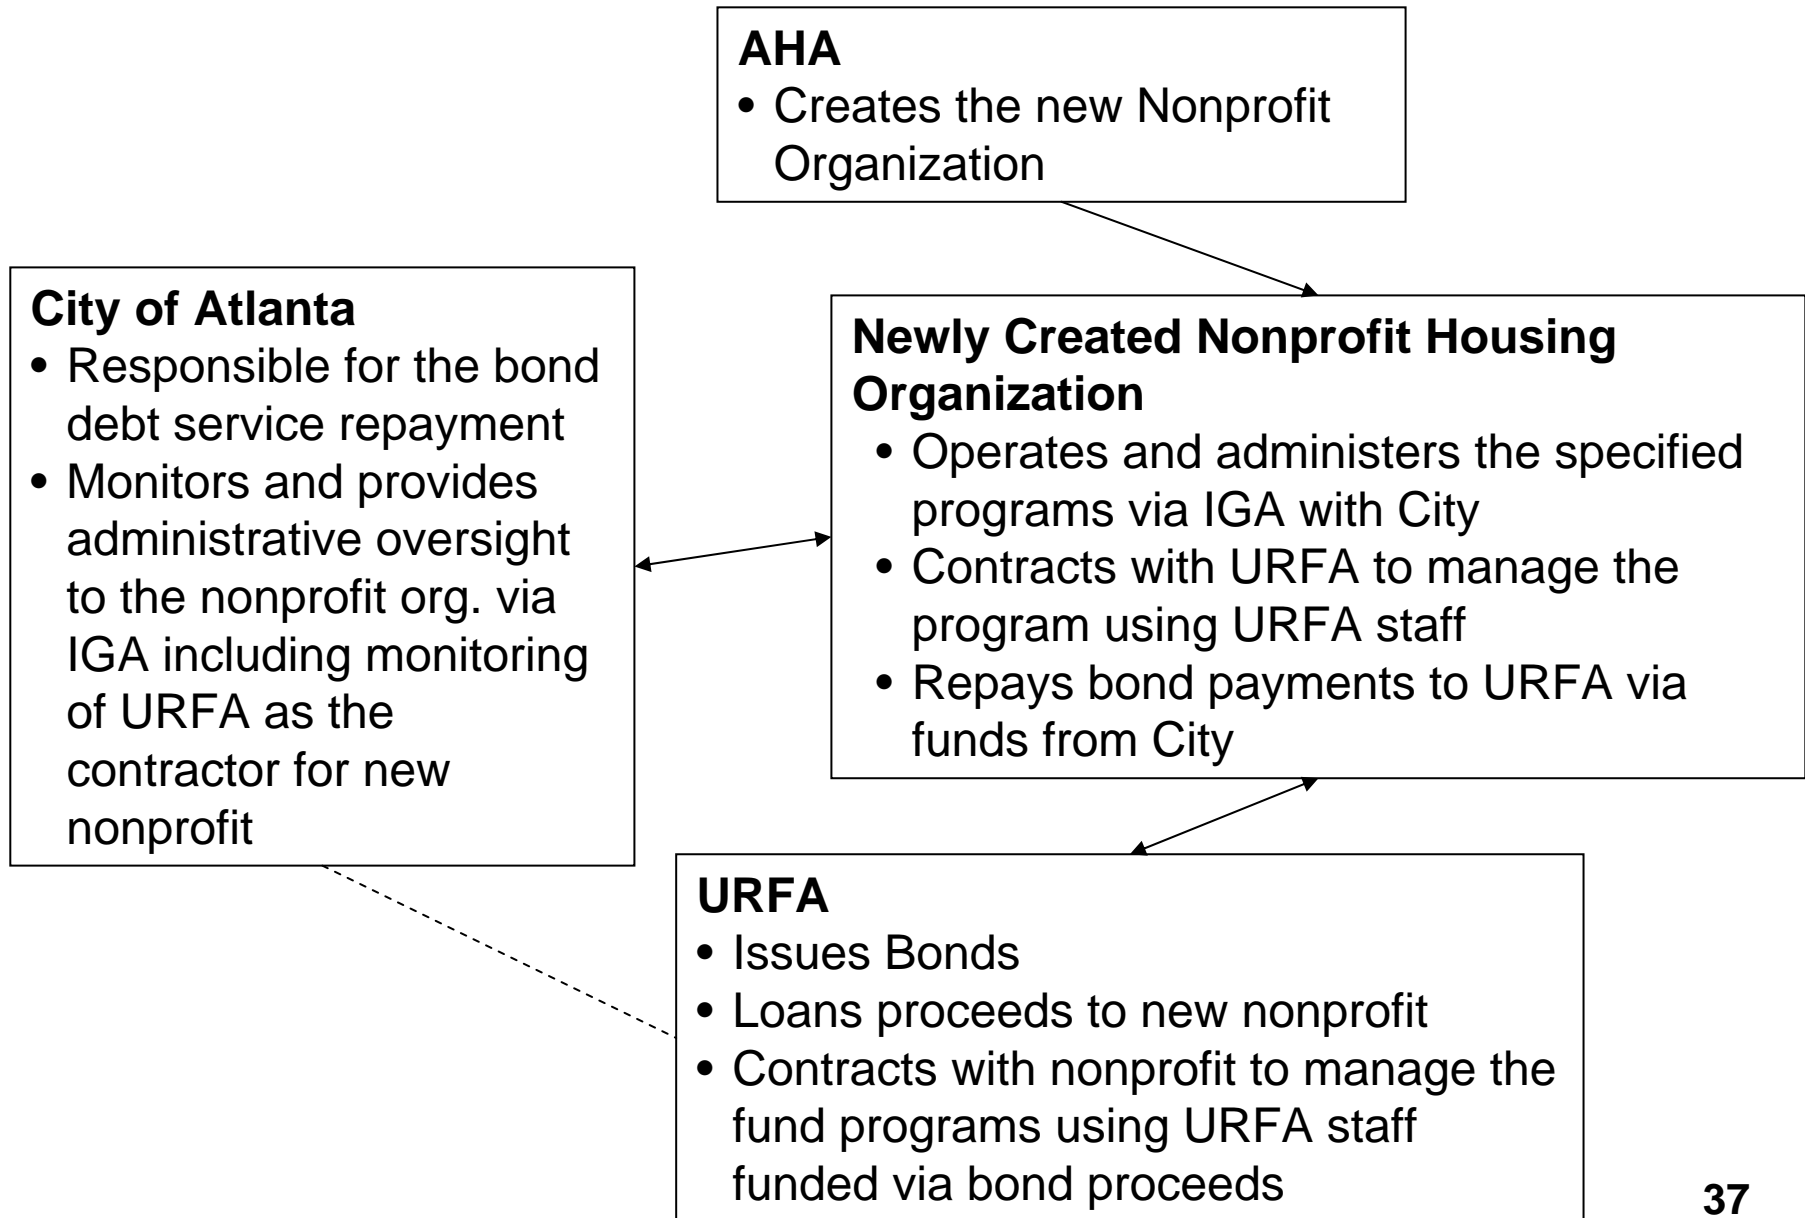 AHA
• Creates the new Nonprofit
Organization
City of Atlanta
• Responsible for the bond
debt service repayment
• Monitors and provides
administrative oversight
to the nonprofit org. via
IGA including monitoring
of URFA as the
contractor for new
nonprofit
Newly Created Nonprofit Housing
Organization
• Operates and administers the specified
programs via IGA with City
• Contracts with URFA to manage the
program using URFA staff
• Repays bond payments to URFA via
funds from City
URFA
• Issues Bonds
• Loans proceeds to new nonprofit
• Contracts with nonprofit to manage the
fund programs using URFA staff
funded via bond proceeds
37